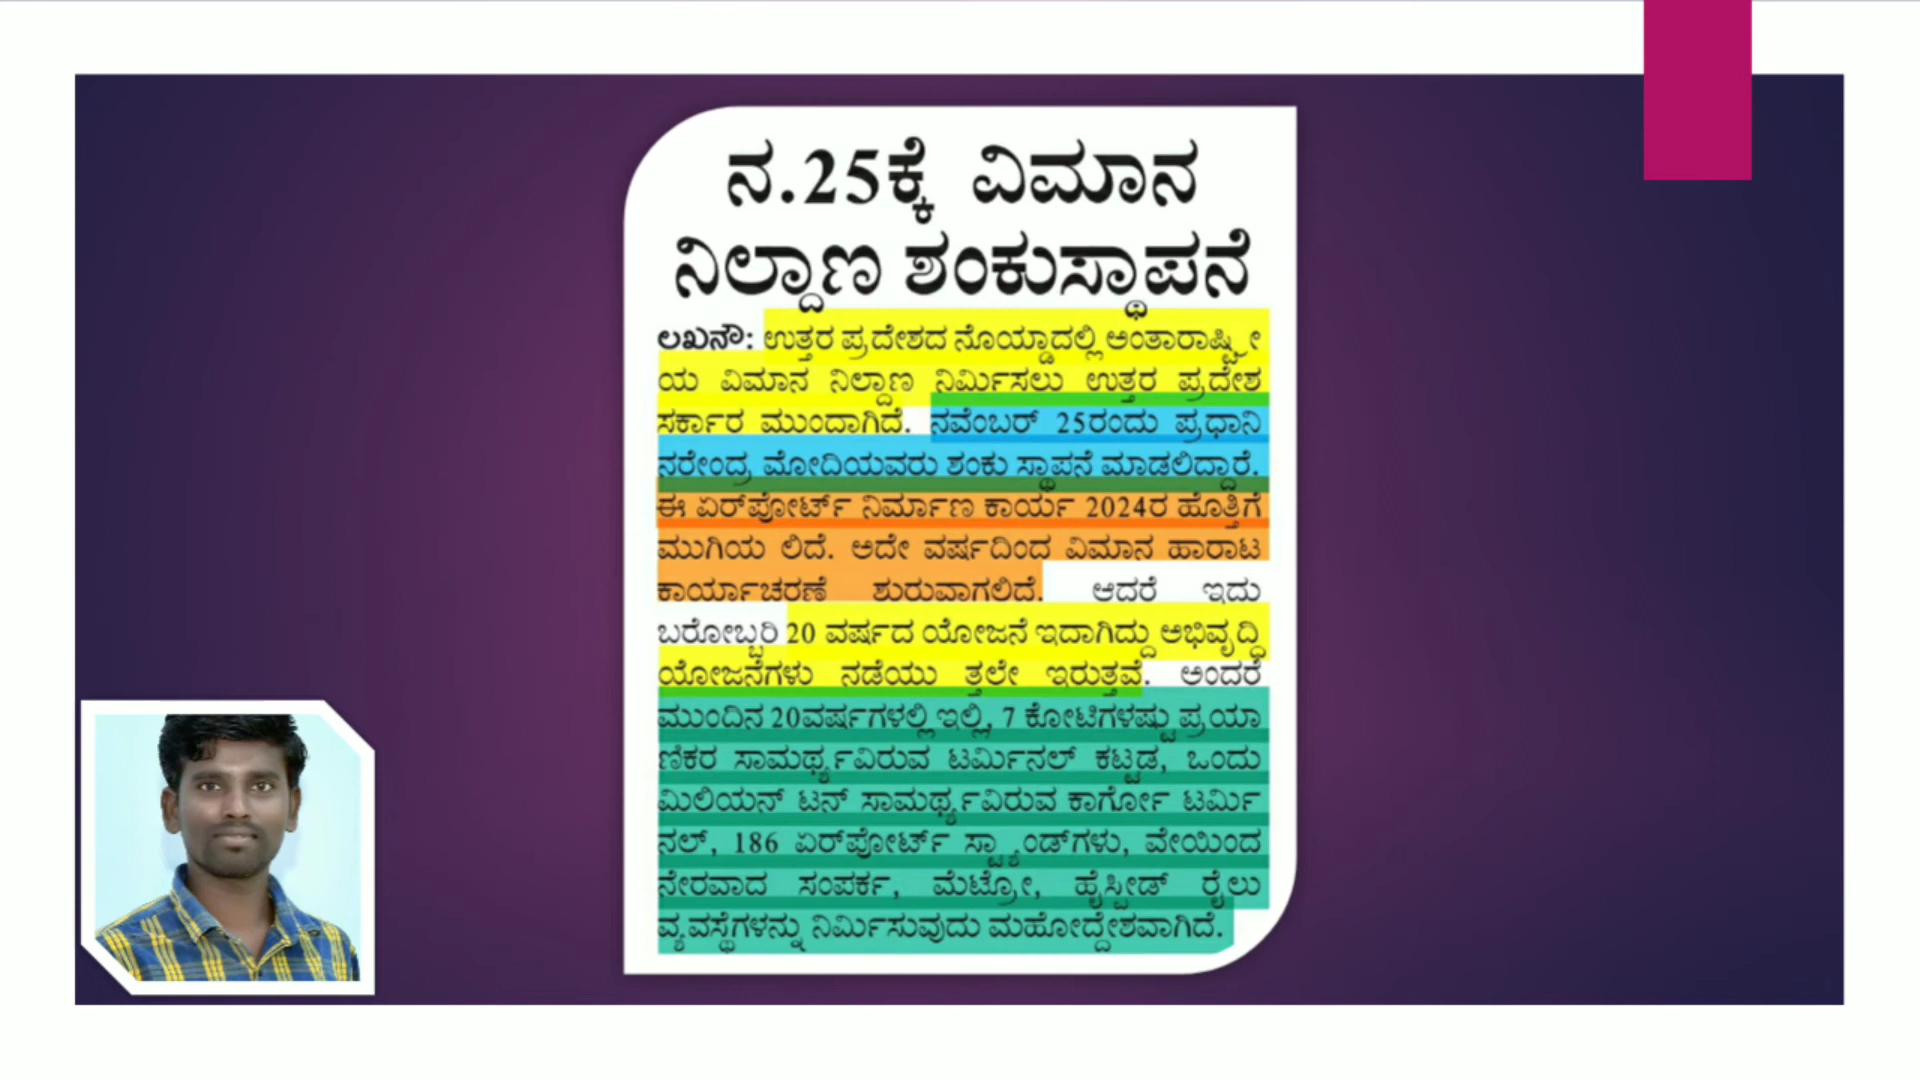 ನ.25ಕ್ಕೆ ವಿಮಾನ
ನಿಲ್ದಾಣ ಶಂಕುಸ್ಥಾಪನೆ
ಲಖನೌ: ಉತ್ತರ ಪ್ರದೇಶದ ನೊಯ್ಡಾದಲ್ಲಿ ಅಂತಾರಾಷ್ಟ್ರೀ
ಯ ವಿಮಾನ ನಿಲ್ದಾಣ ನಿರ್ಮಿಸಲು ಉತ್ತರ ಪ್ರದೇಶ
ಸರ್ಕಾರ ಮುಂದಾಗಿದೆ. ನವೆಂಬರ್ 25ರಂದು ಪ್ರಧಾನಿ
ನರೇಂದ್ರ ಮೋದಿಯವರು ಶಂಕು ಸ್ಥಾಪನೆ ಮಾಡಲಿದ್ದಾರೆ.
ಈ ಏರ್‌ಪೋರ್ಟ್ ನಿರ್ಮಾಣ ಕಾರ್ಯ 2024ರ ಹೊತ್ತಿಗೆ
ಮುಗಿಯ ಲಿದೆ. ಅದೇ ವರ್ಷದಿಂದ ವಿಮಾನ ಹಾರಾಟ
ಕಾರ್ಯಾಚರಣೆ ಶುರುವಾಗಲಿದೆ. ಆದರೆ ಇದು
ಬರೋಬ್ಬರಿ 20 ವರ್ಷದ ಯೋಜನೆ ಇದಾಗಿದ್ದು ಅಭಿವೃದ್ಧಿ
ಯೋಜನೆಗಳು ನಡೆಯು ತ್ತಲೇ ಇರುತ್ತವೆ. ಅಂದರೆ
ಮುಂದಿನ 20ವರ್ಷಗಳಲ್ಲಿ ಇಲ್ಲಿ, 7 ಕೋಟಿಗಳಷ್ಟು ಪ್ರಯಾ
ಣಿಕರ ಸಾಮರ್ಥ್ಯವಿರುವ ಟರ್ಮಿನಲ್ ಕಟ್ಟಡ, ಒಂದು
ಮಿಲಿಯನ್ ಟನ್ ಸಾಮರ್ಥ್ಯವಿರುವ ಕಾರ್ಗೋ ಟರ್ಮಿ
ನಲ್, 186 ಏರ್‌ಪೋರ್ಟ್ ಸ್ಟ್ಯಾಂಡ್‌ಗಳು, ವೇಯಿಂದ
ನೇರವಾದ ಸಂಪರ್ಕ, ಮೆಟ್ರೋ, ಹೈಸ್ಪೀಡ್ ರೈಲು
ವ್ಯವಸ್ಥೆಗಳನ್ನು ನಿರ್ಮಿಸುವುದು ಮಹೋದ್ದೇಶವಾಗಿದೆ.